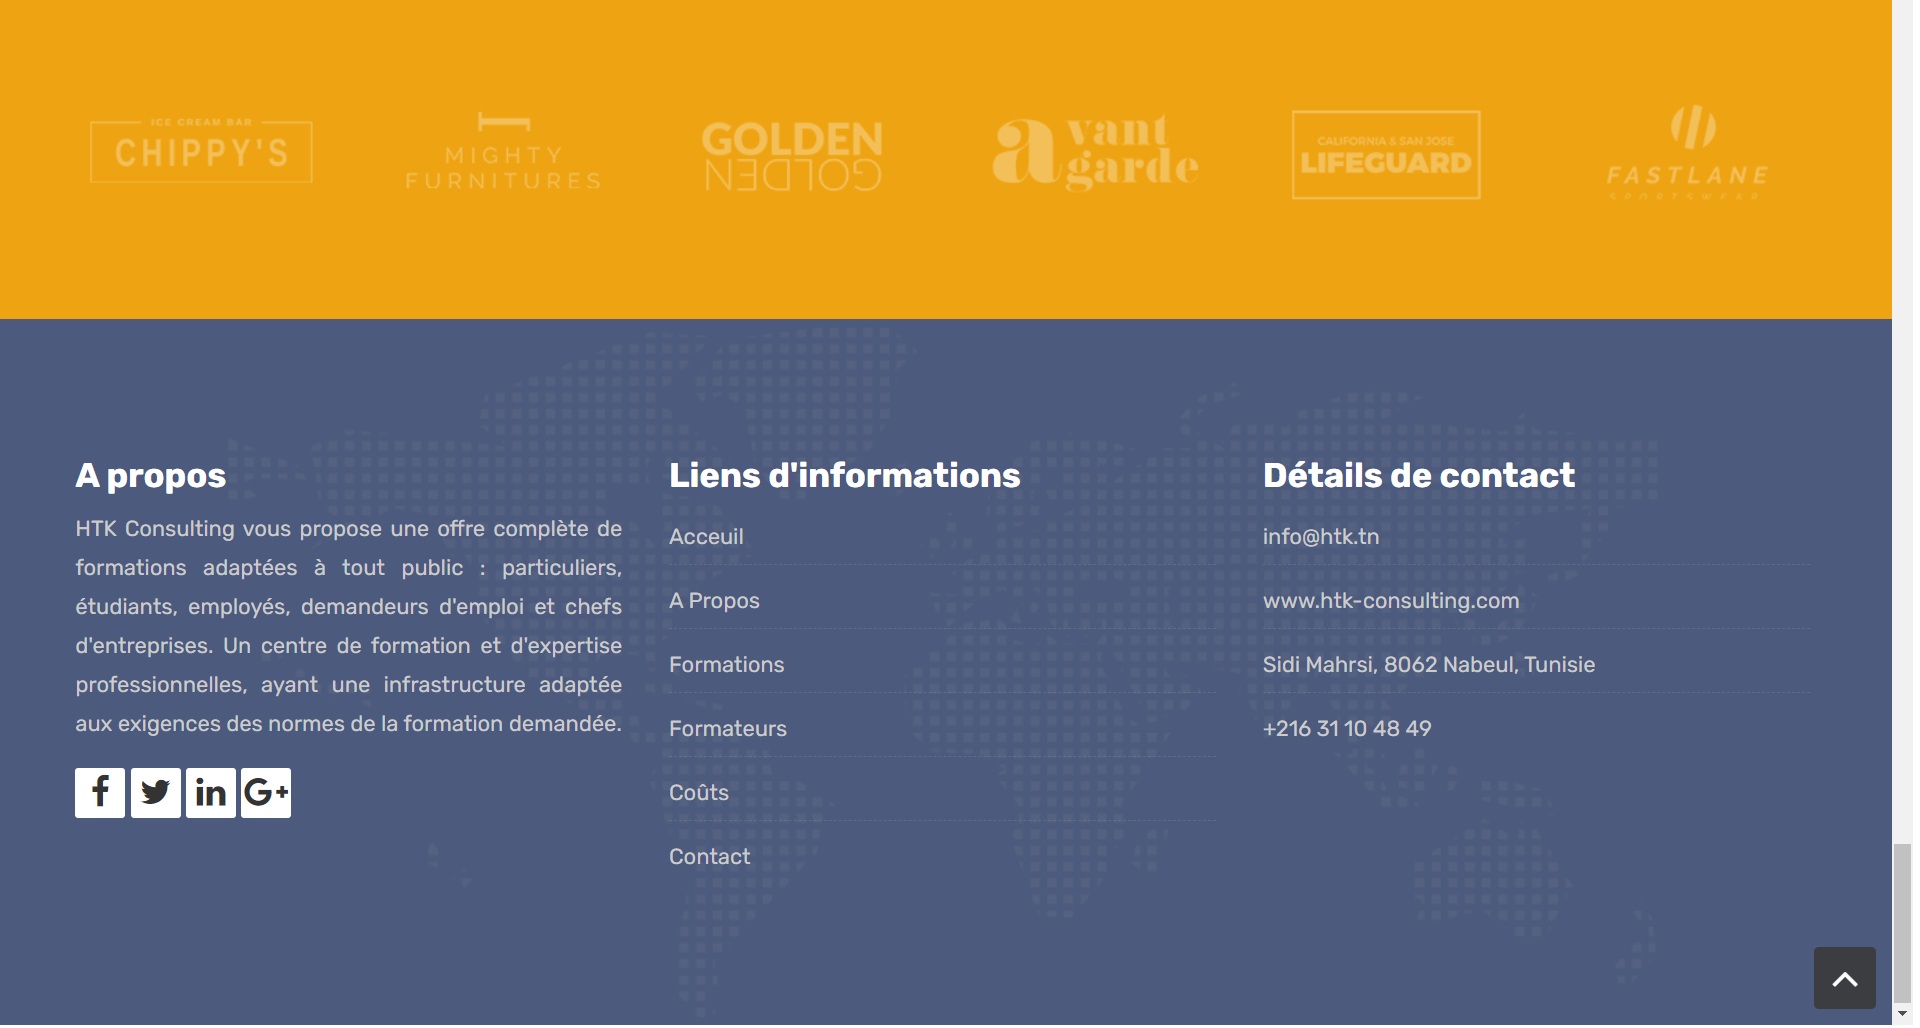 ICE CREAM BAR
CHIPPY'S
MIGHTY
FURNITURES
GOLDEN
GOLDEN
avant
garde
CALIFORNIA & SAN JOSE
LIFEGUARD
FASTLANE
SPORTSWEAR
A propos
HTK Consulting vous propose une offre complète de
formations adaptées à tout public : particuliers,
étudiants, employés, demandeurs d'emploi et chefs
d'entreprises. Un centre de formation et d'expertise
professionnelles, ayant une infrastructure adaptée
aux exigences des normes de la formation demandée.
f
in
G+
Liens d'informations
Acceuil
A Propos
Formations
Formateurs
Coûts
Contact
Détails de contact
info@htk.tn
www.htk-consulting.com
Sidi Mahrsi, 8062 Nabeul, Tunisie
+216 31 10 48 49